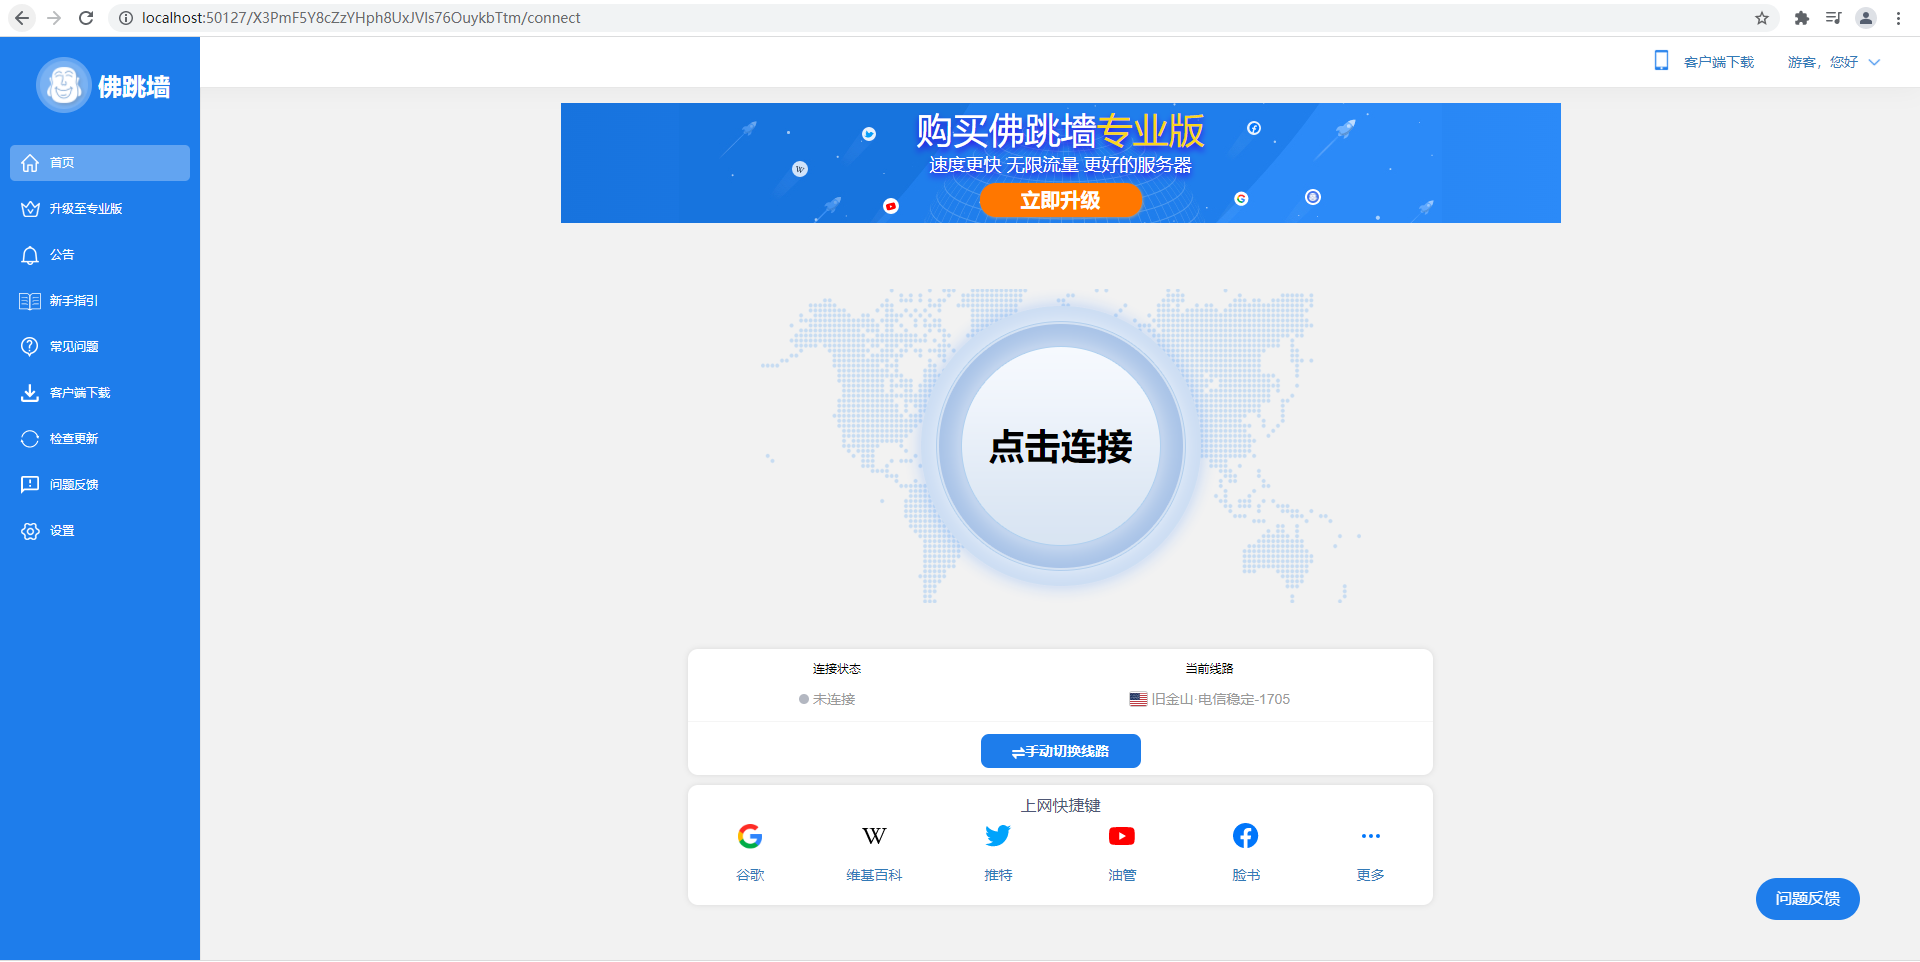 localhost:50127/X3PmF5Y8cZzYHph8UxJVls76OuykbTtm/connect
佛跳墙
客户端下载
游客，您好
首页
升级至专业版
公告
新手指引
常见问题
客户端下载
检查更新
问题反馈
设置
购买佛跳墙专业版
速度更快 无限流量 更好的服务器
立即升级
点击连接
连接状态
当前线路
未连接
旧金山·电信稳定-1705
⇌手动切换线路
上网快捷键
谷歌
维基百科
推特
油管
脸书
更多
问题反馈